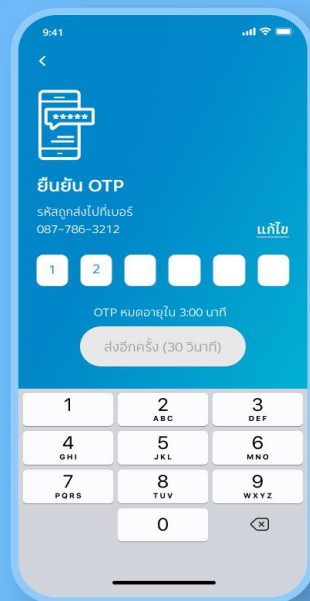 9:41
*****
ยืนยัน OTP
รหัสถูกส่งไปที่เบอร์
087-786-3212
แก้ไข
1 2
OTP หมดอายุใน 3:00 นาที
ส่งอีกครั้ง (30 วินาที)
1 2 3
ABC DEF
4 5 6
GHI JKL MNO
7 8 9
PQRS TUV WXYZ
0